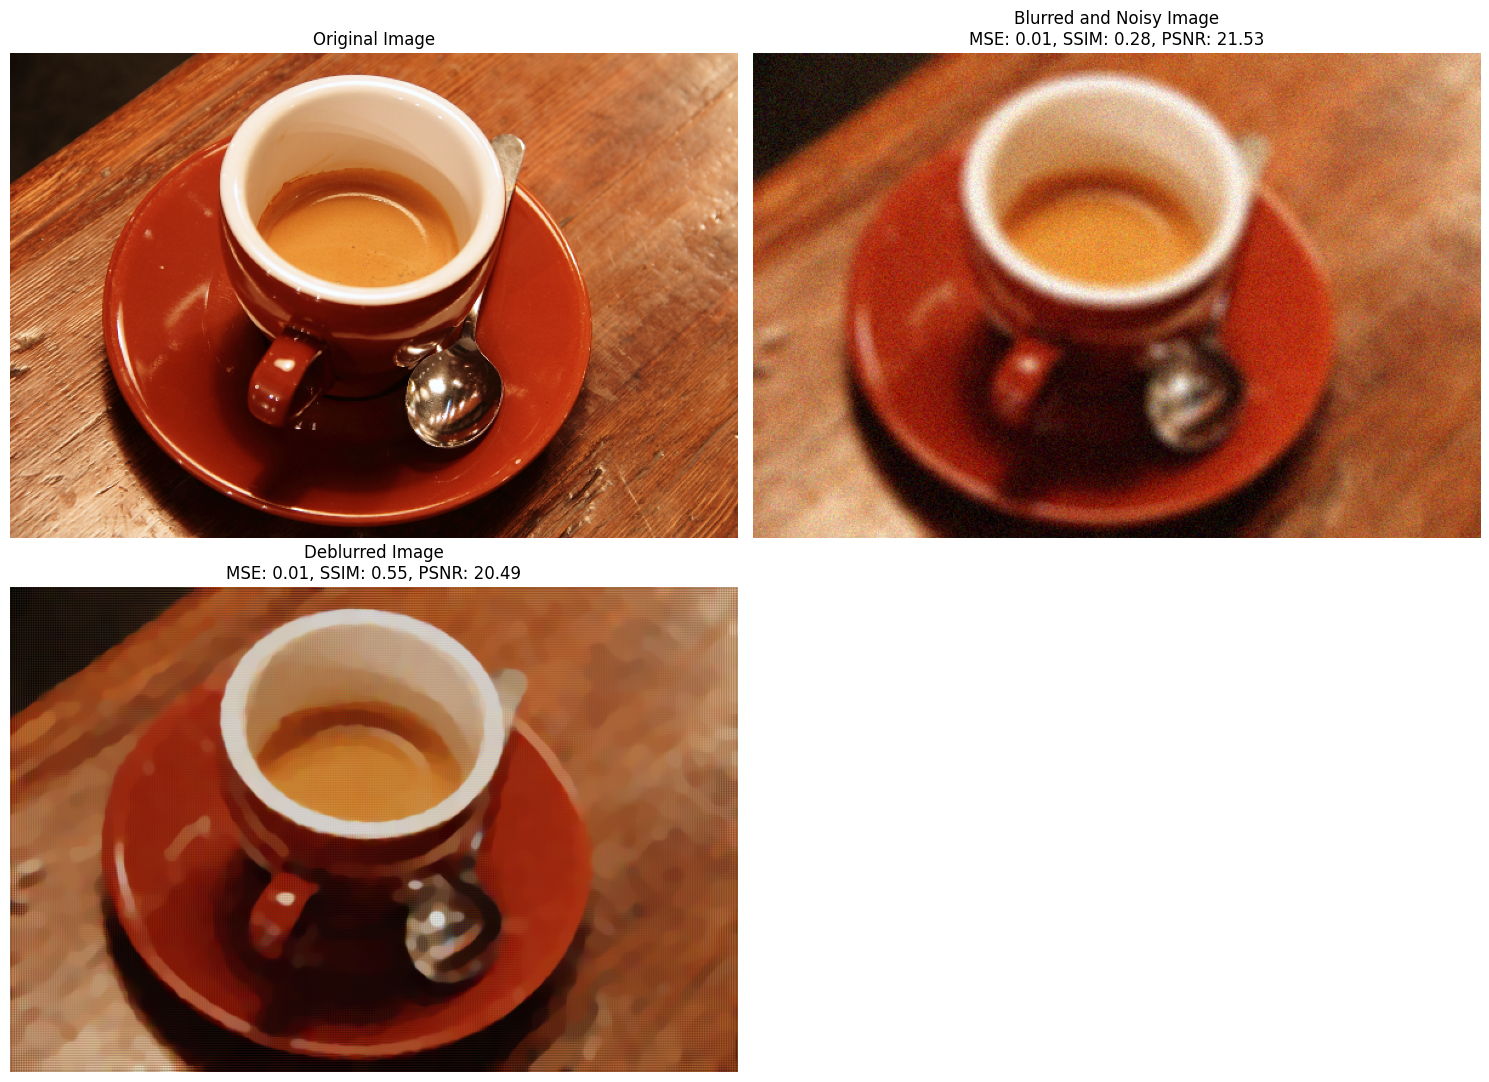 Original Image
Blurred and Noisy Image
MSE: 0.01, SSIM: 0.28, PSNR: 21.53
Deblurred Image
MSE: 0.01, SSIM: 0.55, PSNR: 20.49